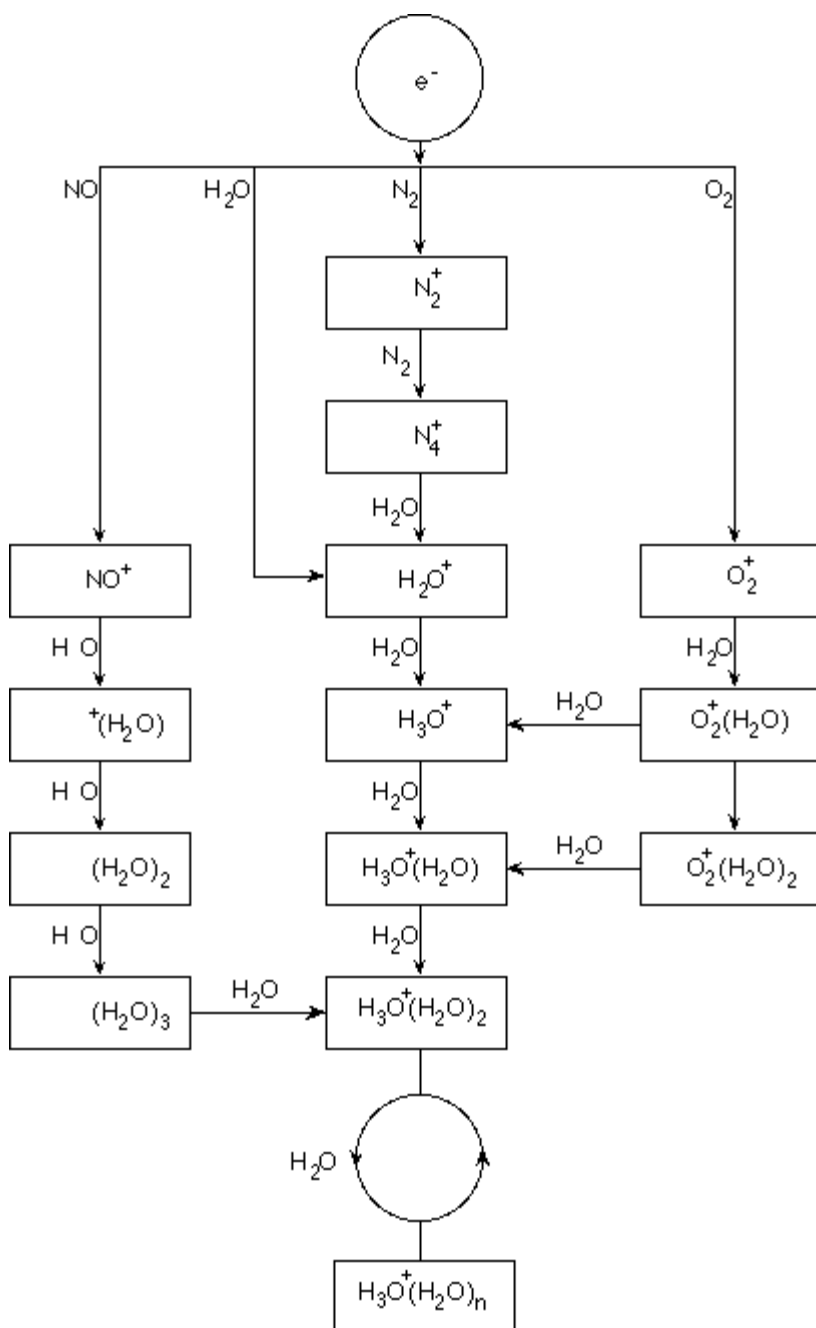 e⁻
NO
H₂O
N₂
O₂
N₂⁺
N₂
N₄⁺
H₂O
NO⁺
H₂O⁺
O₂⁺
H O
H₂O
H₂O
⁺(H₂O)
H₃O⁺
H₂O
O₂⁺(H₂O)
H O
H₂O
(H₂O)₂
H₃O⁺(H₂O)
H₂O
O₂⁺(H₂O)₂
H O
H₂O
(H₂O)₃
H₂O
H₃O⁺(H₂O)₂
H₂O
H₃O⁺(H₂O)ₙ